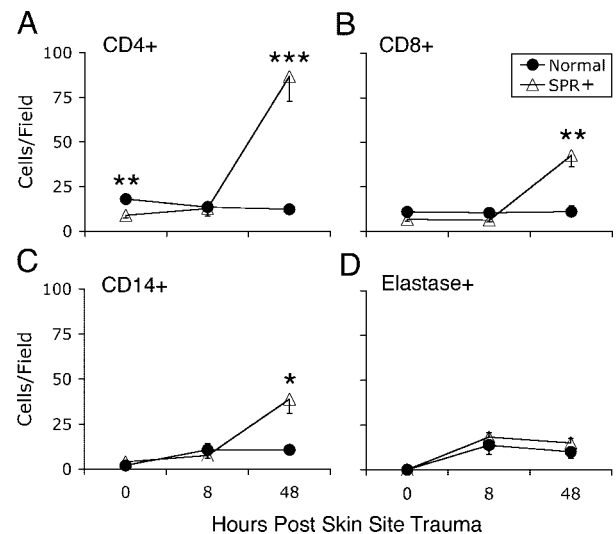 A
CD4+
B
CD8+
Normal
SPR+
Cells/Field
100
75
50
25
0
**
***
**
C
CD14+
D
Elastase+
Cells/Field
100
75
50
25
0
*
0 8 48
0 8 48
Hours Post Skin Site Trauma